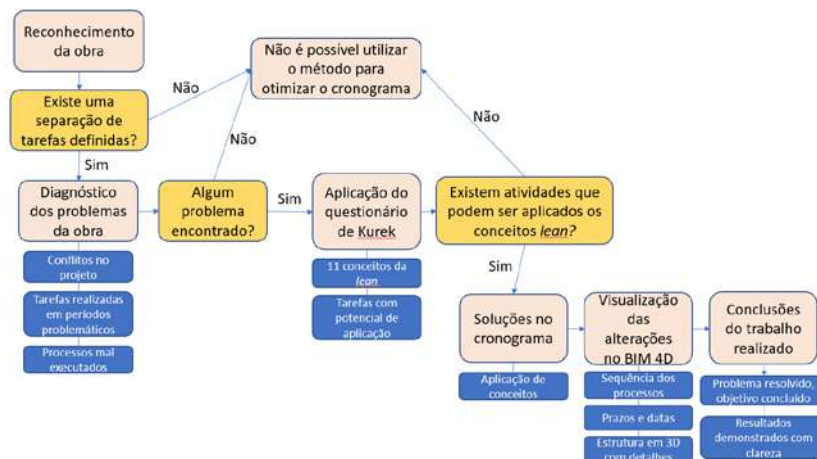 Reconhecimento
da obra
Não é possível utilizar
o método para
otimizar o cronograma
Não
Não
Não
Existe uma
separação de
tarefas definidas?
Sim
Diagnóstico
dos problemas
da obra
Algum
problema
encontrado?
Sim
Aplicação do
questionário
de Kurek
Existem atividades que
podem ser aplicados os
conceitos lean?
Sim
Conflitos no
projeto
Tarefas realizadas
em períodos
problemáticos
Processos mal
executados
11 conceitos da
lean
Tarefas com
potencial de
aplicação
Soluções no
cronograma
Visualização
das
alterações
no BIM 4D
Conclusões
do trabalho
realizado
Aplicação de
conceitos
Sequência dos
processos
Prazos e datas
Estrutura em 3D
com detalhes
Problema resolvido,
objetivo concluído
Resultados
demonstrados com
clareza